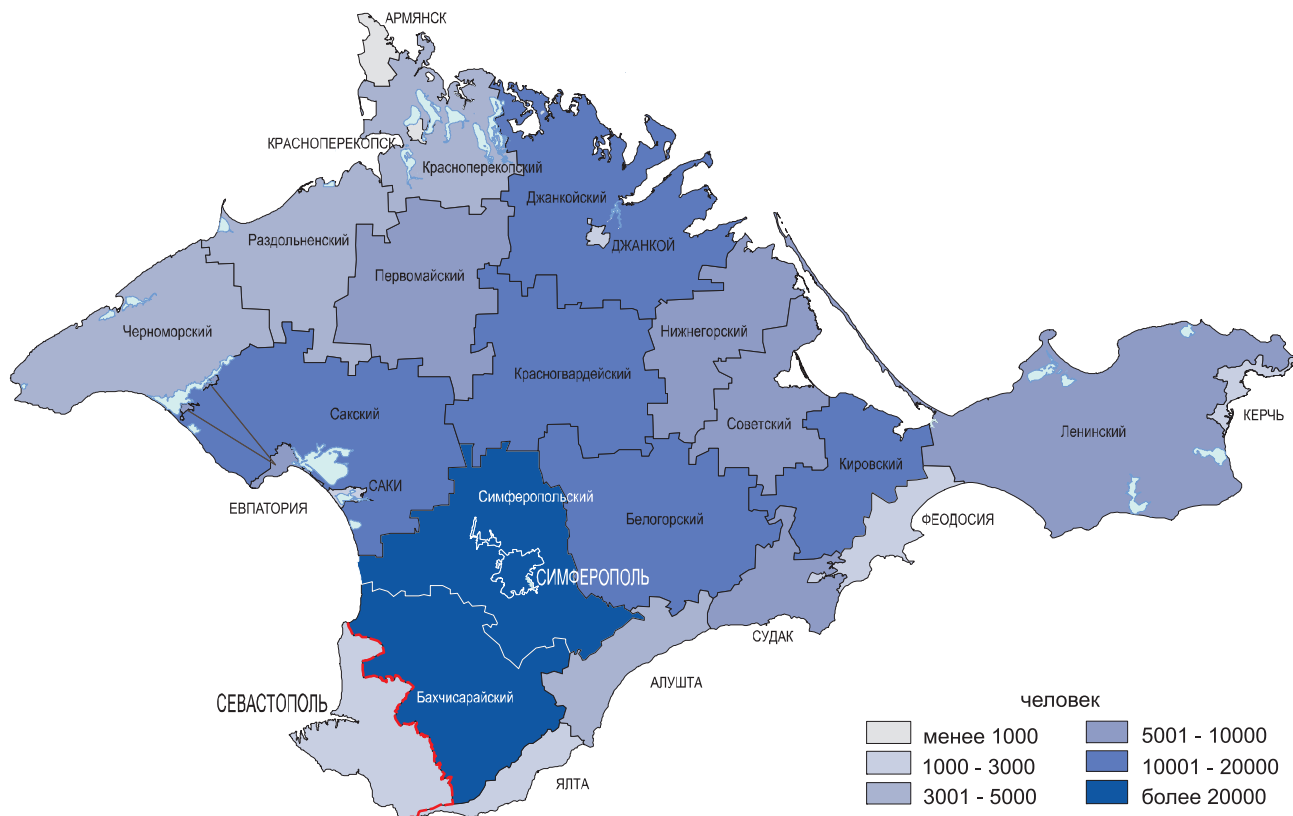 АРМЯНСК
КРАСНОПЕРЕКОПСК
Красноперекопский
Джанкойский
Раздольненский
ДЖАНКОЙ
Первомайский
Черноморский
Нижнегорский
Красногвардейский
Сакский
Советский
Ленинский
КЕРЧЬ
Кировский
САКИ
ЕВПАТОРИЯ
Симферопольский
Белогорский
ФЕОДОСИЯ
СИМФЕРОПОЛЬ
СУДАК
АЛУШТА
СЕВАСТОПОЛЬ
Бахчисарайский
ЯЛТА
человек
менее 1000
1000 - 3000
3001 - 5000
5001 - 10000
10001 - 20000
более 20000